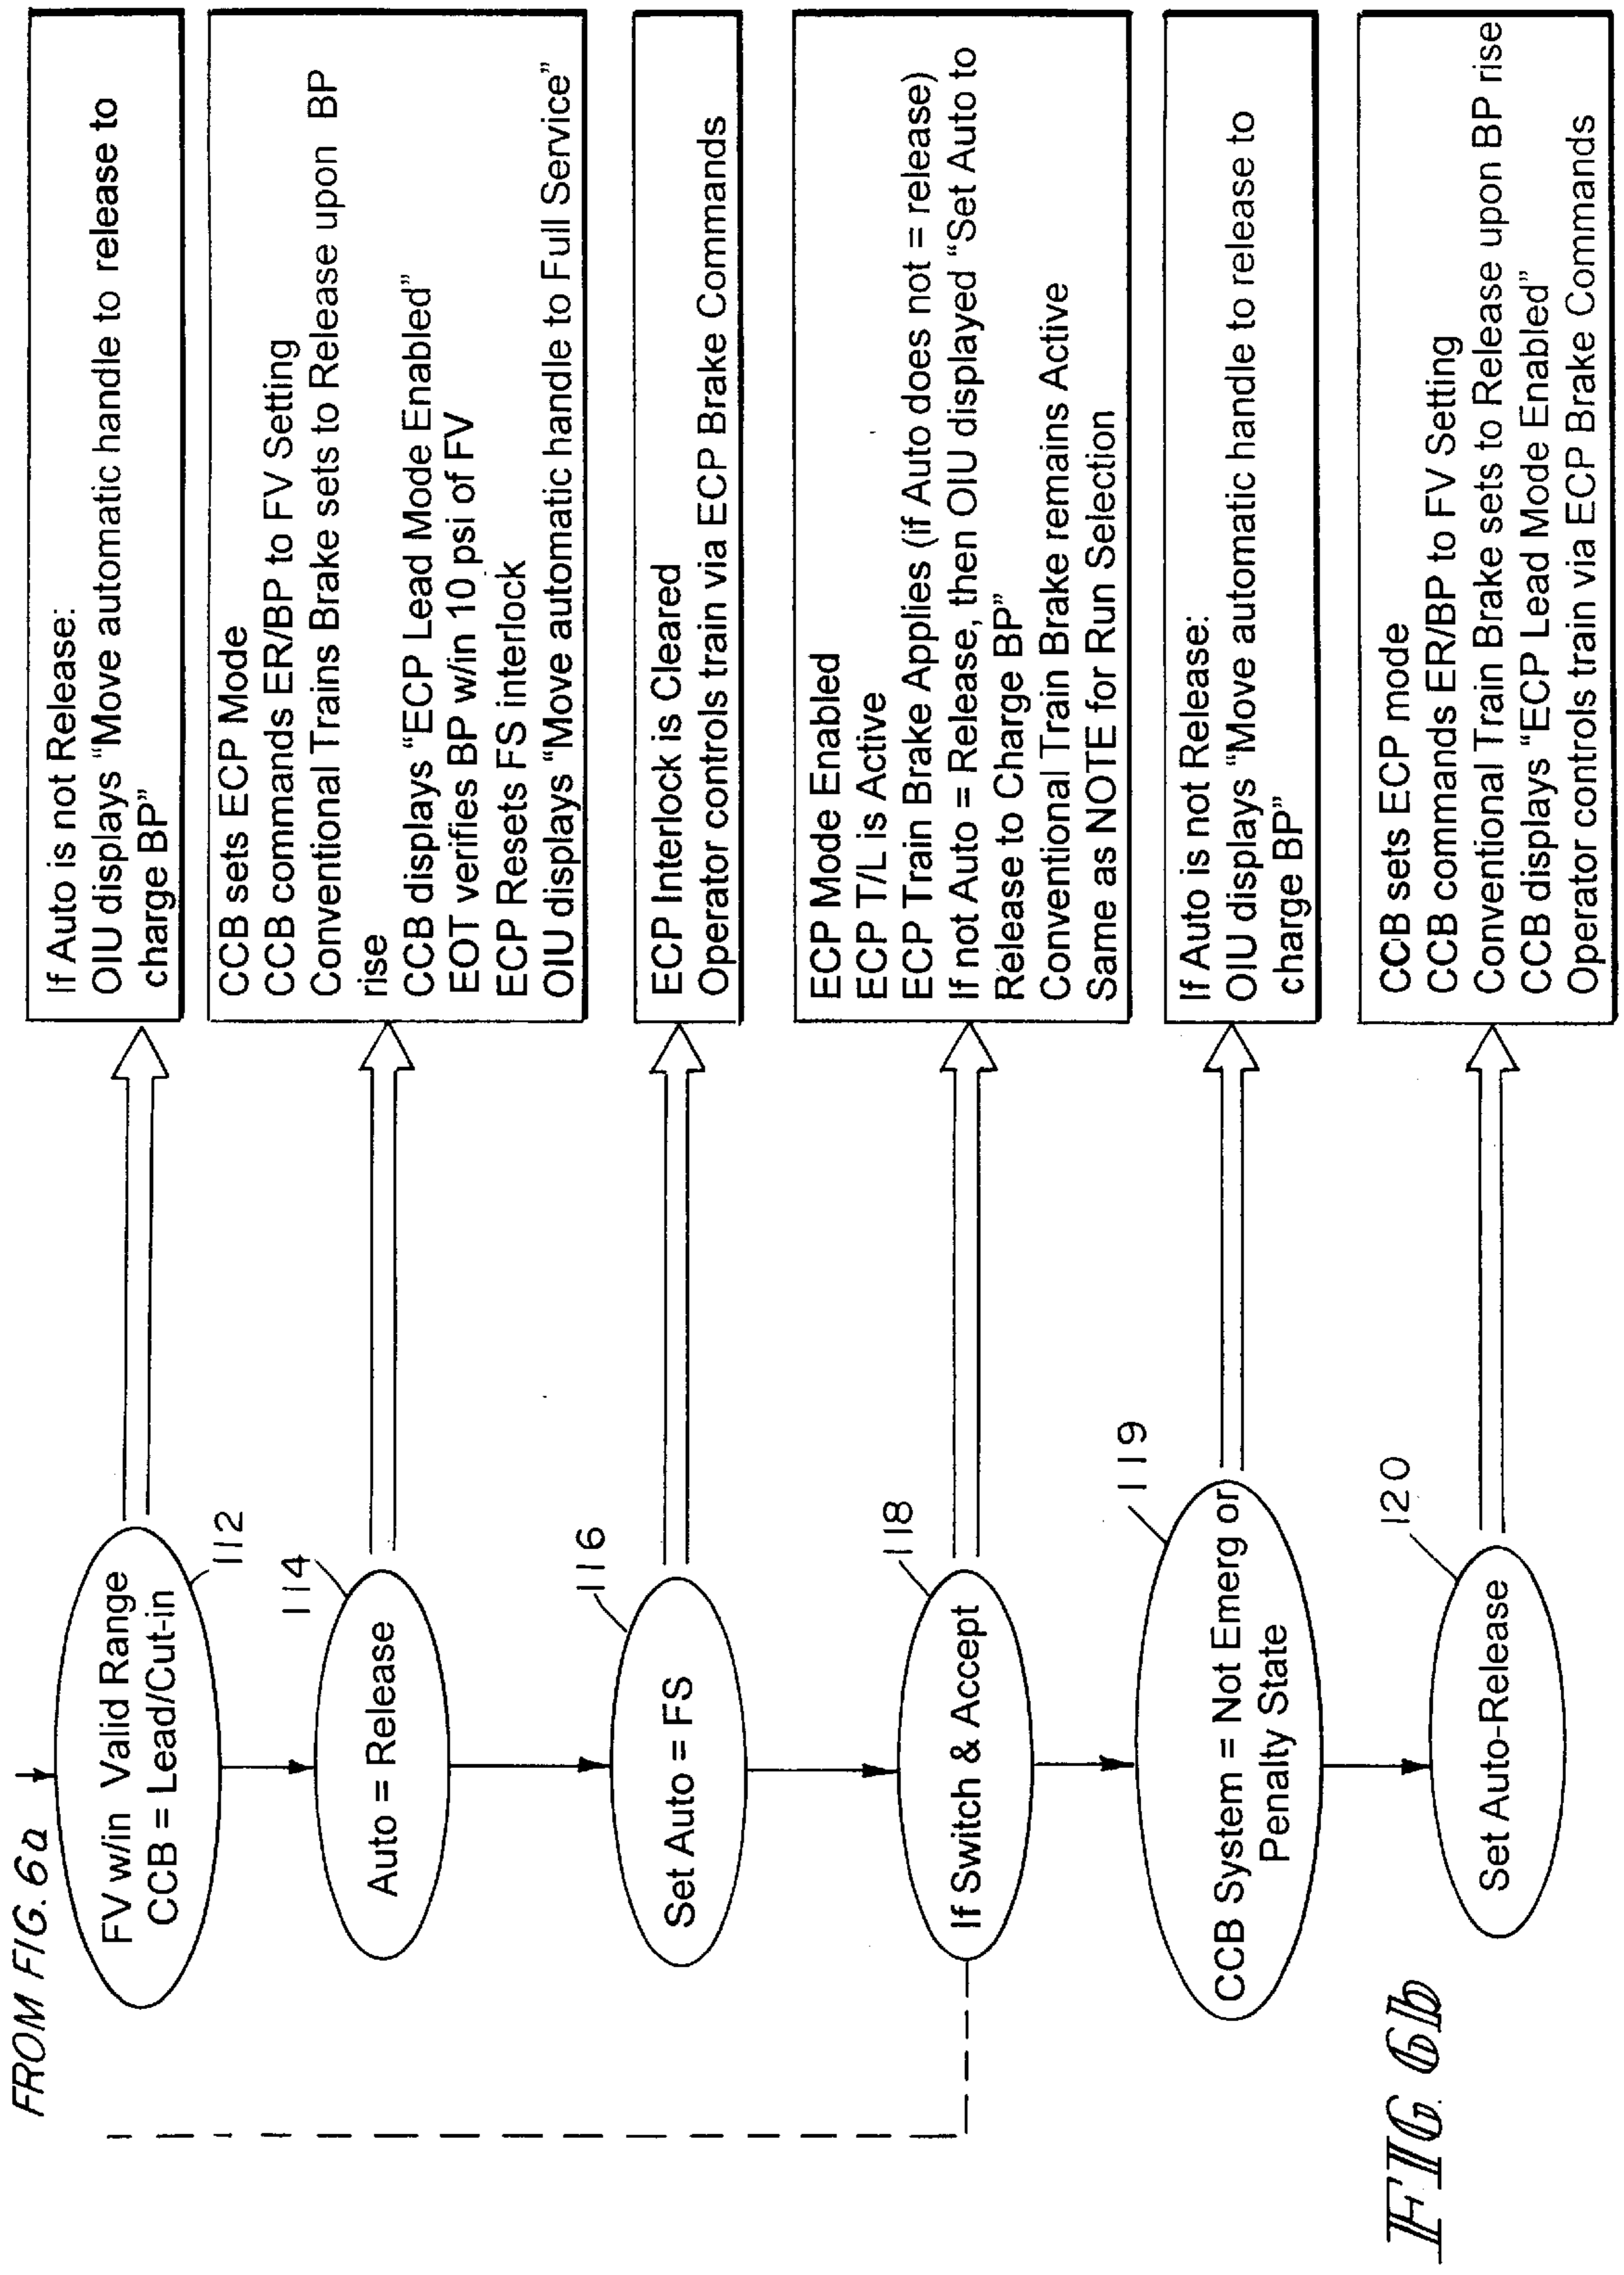 FROM FIG. 6a
FV w/in Valid Range
CCB = Lead/Cut-in
112
If Auto is not Release:
OIU displays “Move automatic handle to release to
charge BP”
Auto = Release
114
CCB sets ECP Mode
CCB commands ER/BP to FV Setting
Conventional Trains Brake sets to Release upon BP
rise
CCB displays “ECP Lead Mode Enabled”
EOT verifies BP w/in 10 psi of FV
ECP Resets FS interlock
OIU displays “Move automatic handle to Full Service”
Set Auto = FS
116
ECP Interlock is Cleared
Operator controls train via ECP Brake Commands
If Switch & Accept
118
ECP Mode Enabled
ECP T/L is Active
ECP Train Brake Applies (if Auto does not = release)
If not Auto = Release, then OIU displayed “Set Auto to
Release to Charge BP”
Conventional Train Brake remains Active
Same as NOTE for Run Selection
CCB System = Not Emerg or
Penalty State
119
If Auto is not Release:
OIU displays “Move automatic handle to release to
charge BP”
Set Auto-Release
120
CCB sets ECP mode
CCB commands ER/BP to FV Setting
Conventional Train Brake sets to Release upon BP rise
CCB displays “ECP Lead Mode Enabled”
Operator controls train via ECP Brake Commands
FIG 6b